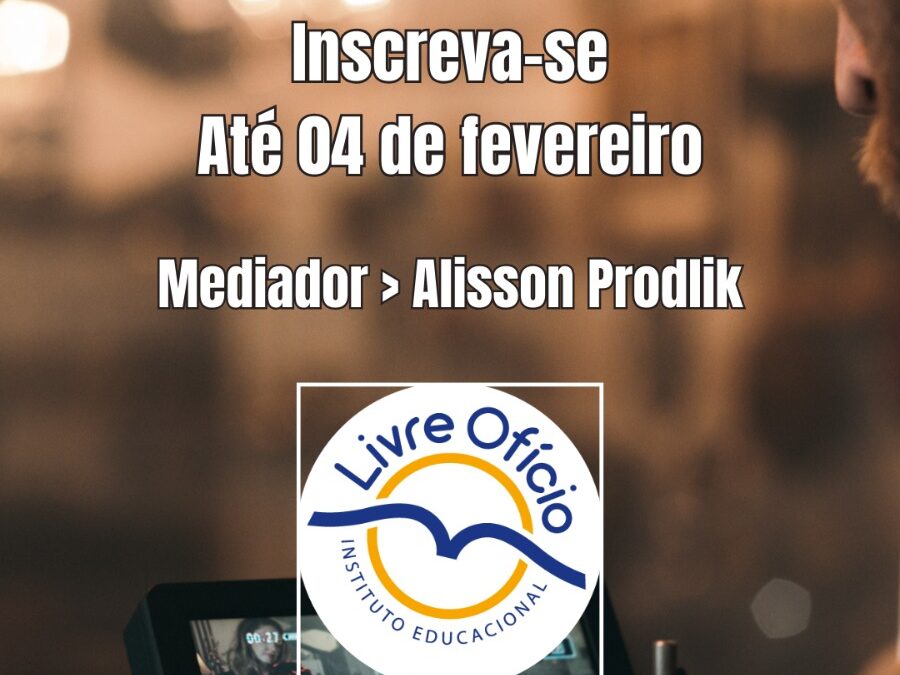 Inscreva-se
Até 04 de fevereiro
Mediador > Alisson Prodlik
Livre Ofício
INSTITUTO EDUCACIONAL
00:27